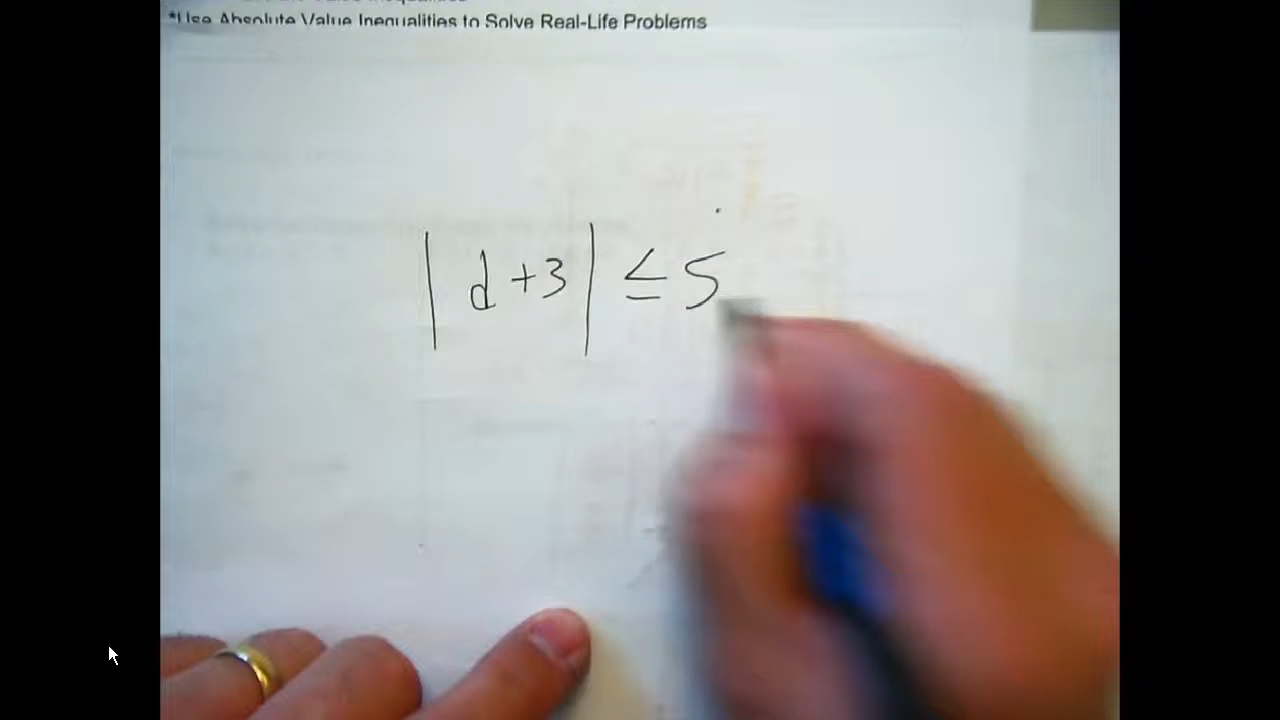 *Use Absolute Value Inequalities to Solve Real-Life Problems
|d+3| ≤ 5